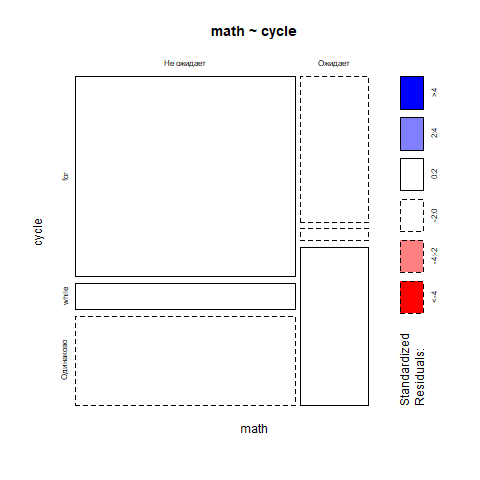 math ~ cycle
Не ожидает
Ожидает
for
while
Одинаково
cycle
math
>4
2:4
0:2
-2:0
-4:-2
<-4
Standardized
Residuals: